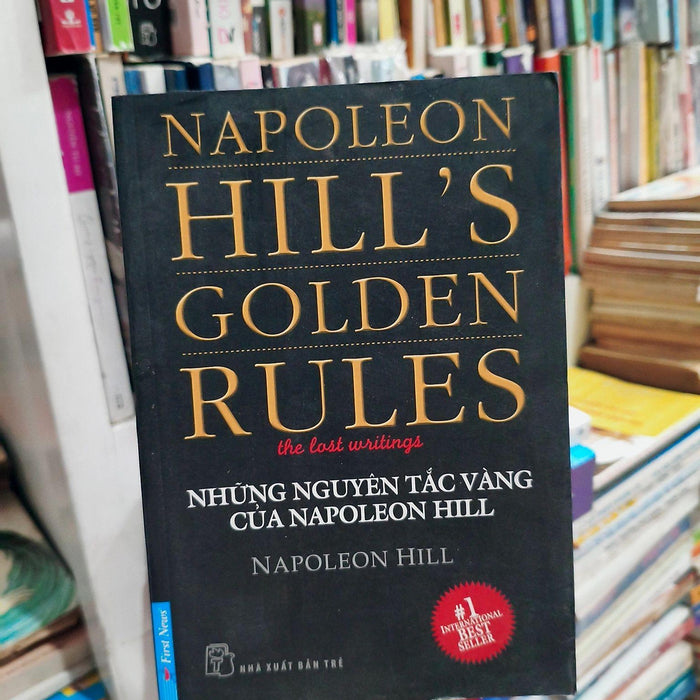 NAPOLEON
HILL'S
GOLDEN
RULES
the lost writings
NHỮNG NGUYÊN TẮC VÀNG
CỦA NAPOLEON HILL
NAPOLEON HILL
#1
INTERNATIONAL
BEST
SELLER
First News
NHÀ XUẤT BẢN TRẺ